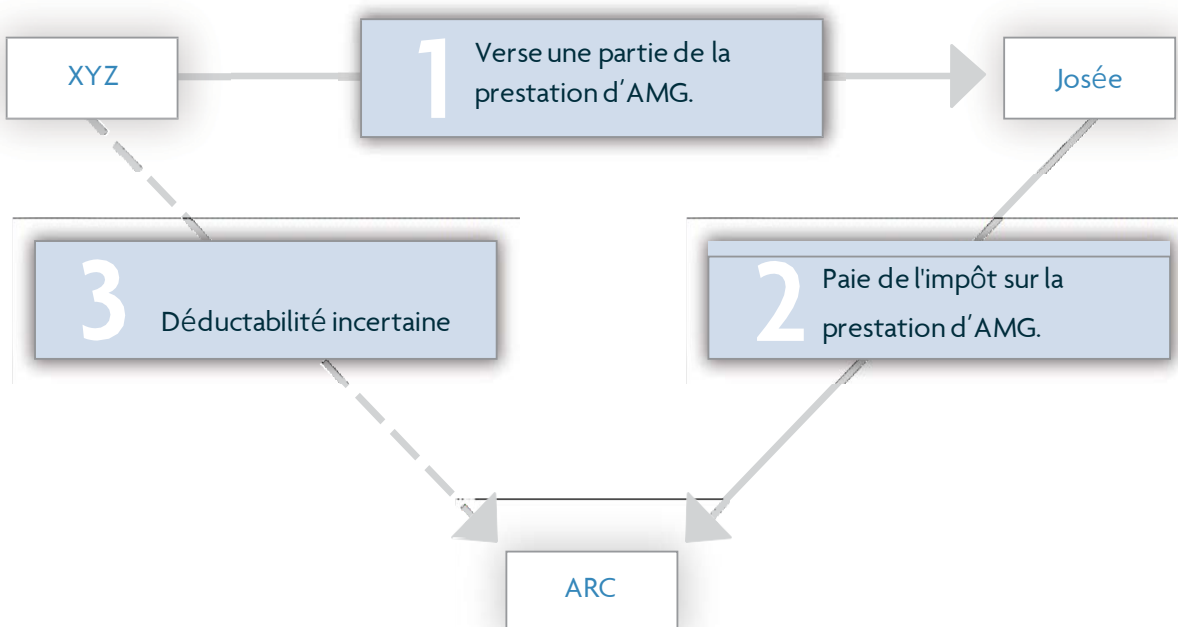 XYZ
1
Verse une partie de la
prestation d'AMG.
Josée
3
Déductabilité incertaine
2
Paie de l'impôt sur la
prestation d'AMG.
ARC